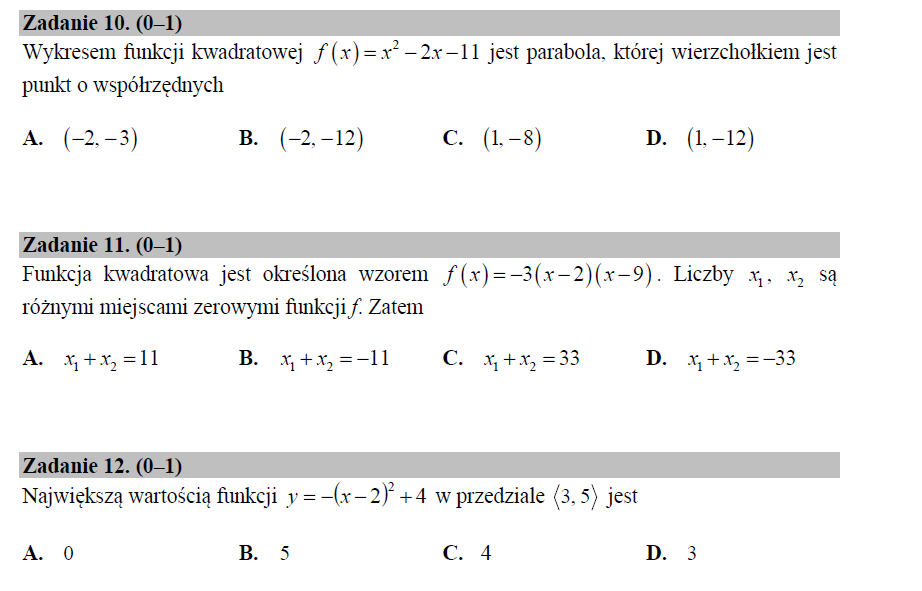 Zadanie 10. (0–1)
Wykresem funkcji kwadratowej f(x) = x² – 2x – 11 jest parabola, której wierzchołkiem jest
punkt o współrzędnych
A. (–2, –3) B. (–2, –12) C. (1, –8) D. (1, –12)
Zadanie 11. (0–1)
Funkcja kwadratowa jest określona wzorem f(x) = –3(x–2)(x–9). Liczby x₁, x₂ są
różnymi miejscami zerowymi funkcji f. Zatem
A. x₁ + x₂ = 11 B. x₁ + x₂ = –11 C. x₁ + x₂ = 33 D. x₁ + x₂ = –33
Zadanie 12. (0–1)
Największą wartością funkcji y = –(x–2)² + 4 w przedziale ⟨3, 5⟩ jest
A. 0 B. 5 C. 4 D. 3